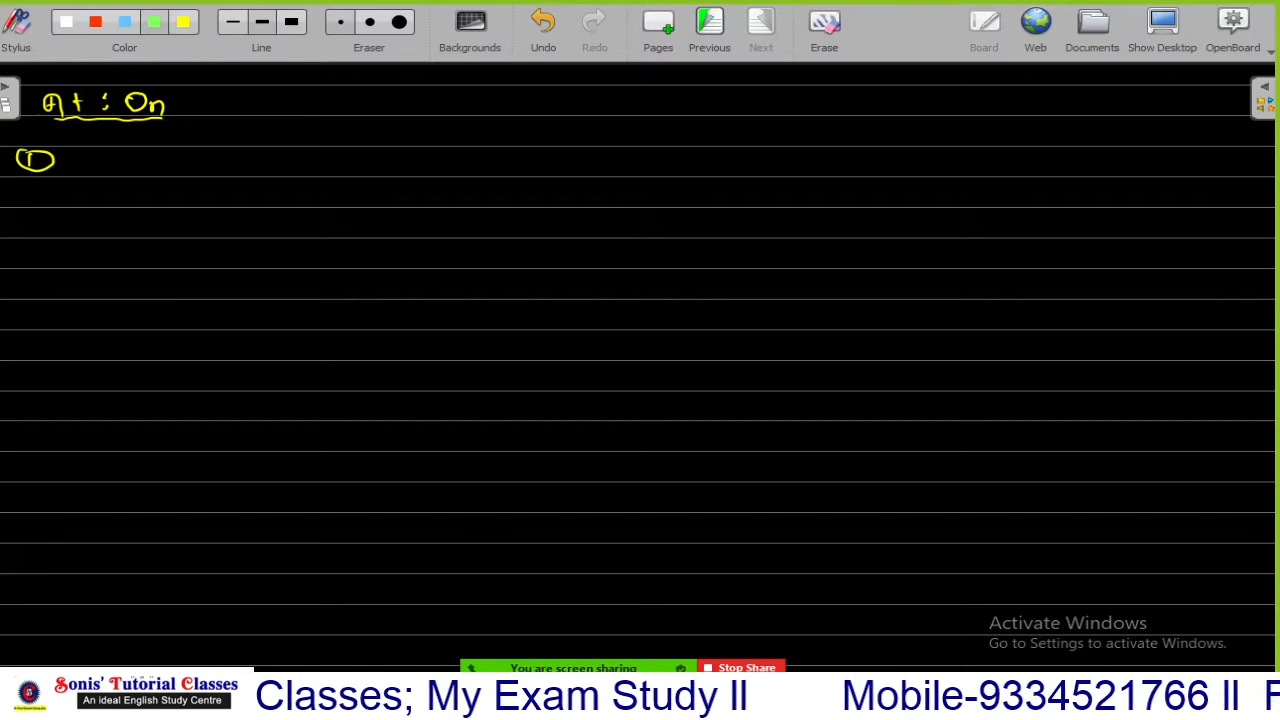 Stylus
Color
Line
Eraser
Backgrounds
Undo
Redo
Pages
Previous
Next
Erase
Board
Web
Documents
Show Desktop
OpenBoard
At : On
1
Activate Windows
Go to Settings to activate Windows.
You are screen sharing
Stop Share
Sonis' Tutorial Classes
An ideal English Study Centre
Classes; My Exam Study ll Mobile-9334521766 ll F